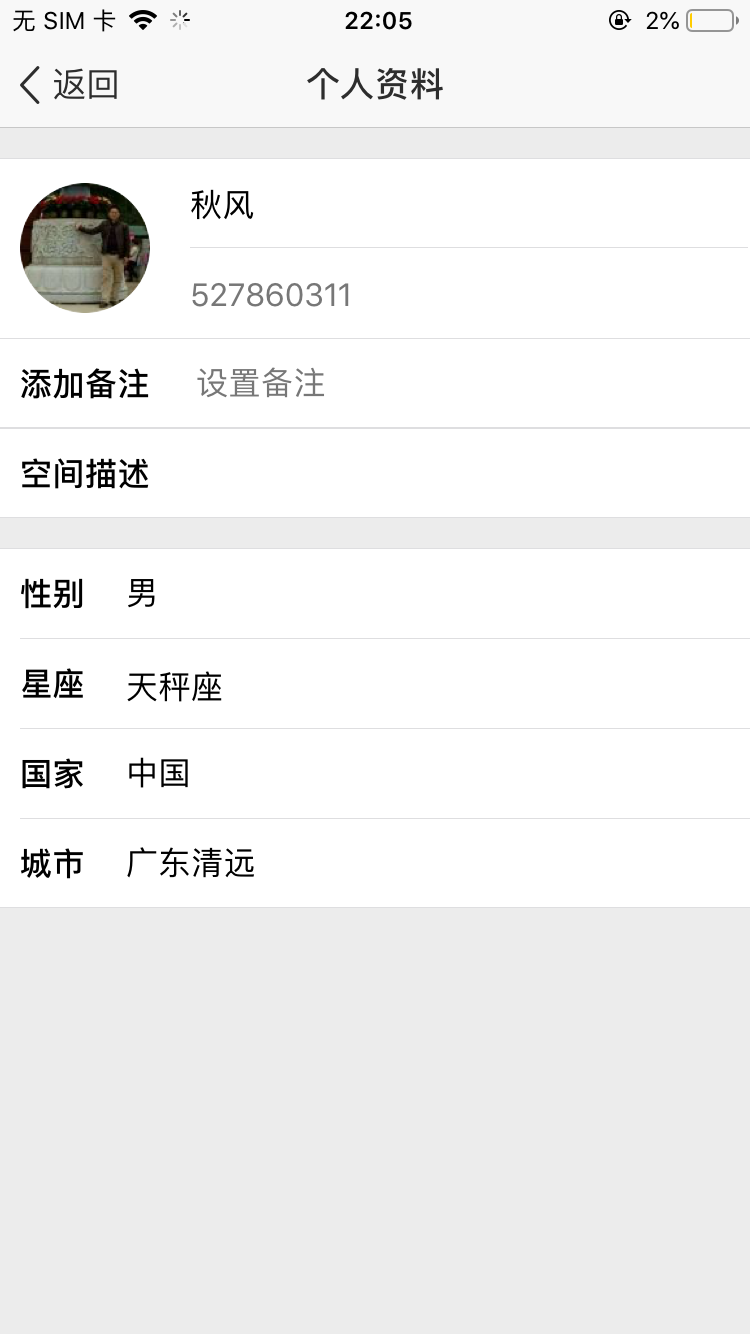 无 SIM 卡 22:05 2%
返回 个人资料
秋风
527860311
添加备注 设置备注
空间描述
性别 男
星座 天秤座
国家 中国
城市 广东清远